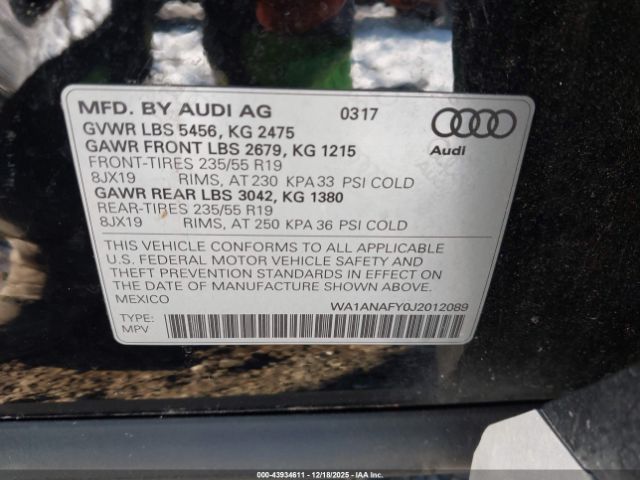 MFD. BY AUDI AG 0317
GVWR LBS 5456, KG 2475
GAWR FRONT LBS 2679, KG 1215
FRONT-TIRES 235/55 R19
8JX19 RIMS, AT 230 KPA 33 PSI COLD
GAWR REAR LBS 3042, KG 1380
REAR-TIRES 235/55 R19
8JX19 RIMS, AT 250 KPA 36 PSI COLD
Audi
THIS VEHICLE CONFORMS TO ALL APPLICABLE
U.S. FEDERAL MOTOR VEHICLE SAFETY AND
THEFT PREVENTION STANDARDS IN EFFECT ON
THE DATE OF MANUFACTURE SHOWN ABOVE.
MEXICO
WA1ANAFY0J2012089
TYPE:
MPV
000-43934611 - 12/18/2025 - IAA Inc.